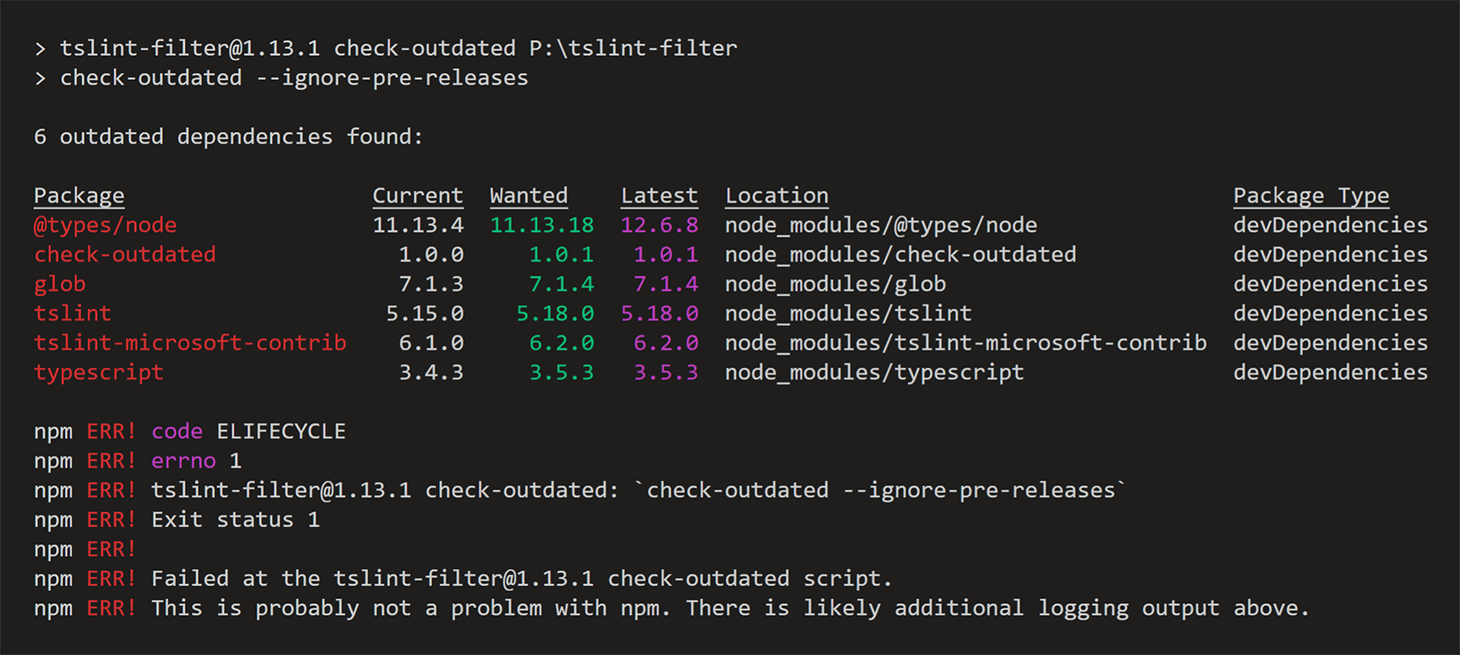 > tslint-filter@1.13.1 check-outdated P:\tslint-filter
> check-outdated --ignore-pre-releases
6 outdated dependencies found:
Package Current Wanted Latest Location Package Type
@types/node 11.13.4 11.13.18 12.6.8 node_modules/@types/node devDependencies
check-outdated 1.0.0 1.0.1 1.0.1 node_modules/check-outdated devDependencies
glob 7.1.3 7.1.4 7.1.4 node_modules/glob devDependencies
tslint 5.15.0 5.18.0 5.18.0 node_modules/tslint devDependencies
tslint-microsoft-contrib 6.1.0 6.2.0 6.2.0 node_modules/tslint-microsoft-contrib devDependencies
typescript 3.4.3 3.5.3 3.5.3 node_modules/typescript devDependencies
npm ERR! code ELIFECYCLE
npm ERR! errno 1
npm ERR! tslint-filter@1.13.1 check-outdated: `check-outdated --ignore-pre-releases`
npm ERR! Exit status 1
npm ERR!
npm ERR! Failed at the tslint-filter@1.13.1 check-outdated script.
npm ERR! This is probably not a problem with npm. There is likely additional logging output above.